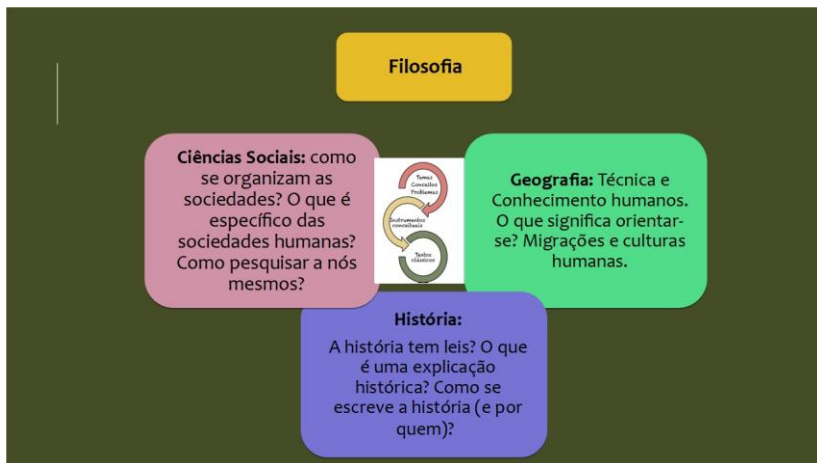 Filosofia
Ciências Sociais: como
se organizam as
sociedades? O que é
específico das
sociedades humanas?
Como pesquisar a nós
mesmos?
Temas
Conceitos
Problemas
Instrumentos
conceituais
Textos
clássicos
Geografia: Técnica e
Conhecimento humanos.
O que significa orientar-
se? Migrações e culturas
humanas.
História:
A história tem leis? O que
é uma explicação
histórica? Como se
escreve a história (e por
quem)?